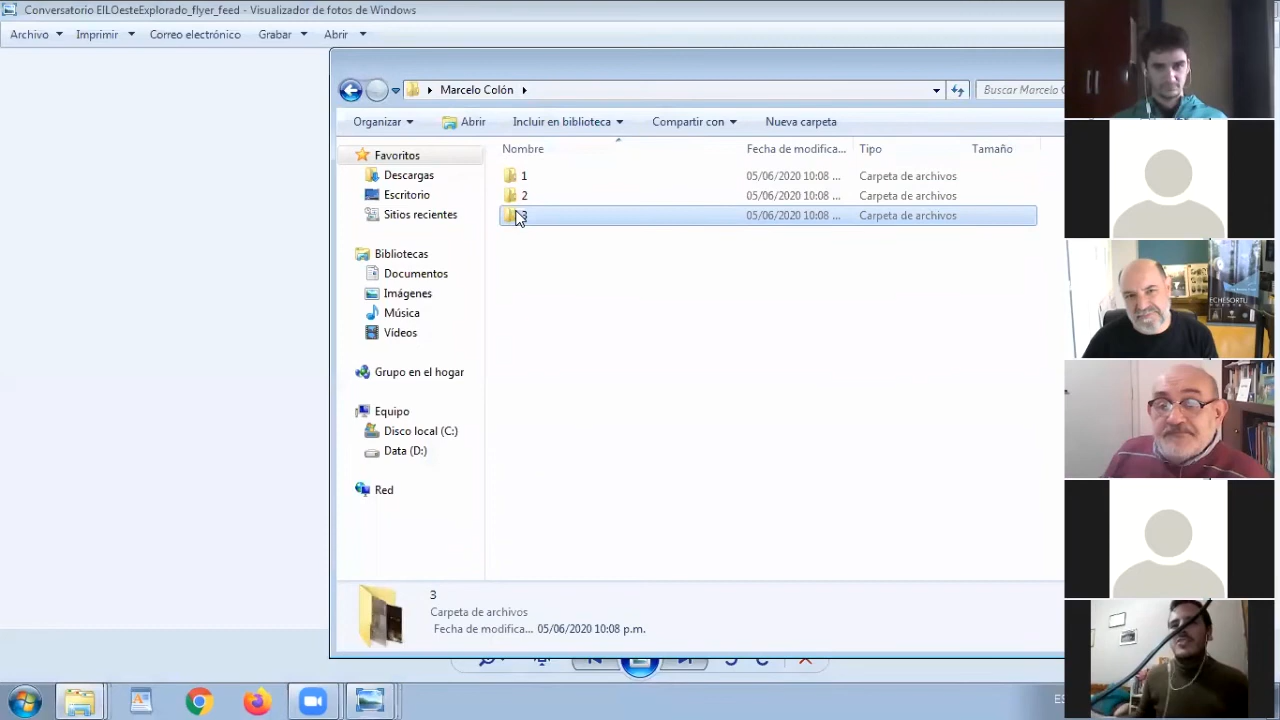 Conversatorio EILOesteExplorado_flyer_feed - Visualizador de fotos de Windows
Archivo Imprimir Correo electrónico Grabar Abrir
Marcelo Colón
Buscar Marcelo
Organizar Abrir Incluir en biblioteca Compartir con Nueva carpeta
Nombre Fecha de modifica... Tipo Tamaño
Favoritos
Descargas
Escritorio
Sitios recientes
Bibliotecas
Documentos
Imágenes
Música
Vídeos
Grupo en el hogar
Equipo
Disco local (C:)
Data (D:)
Red
1 05/06/2020 10:08 ... Carpeta de archivos
2 05/06/2020 10:08 ... Carpeta de archivos
3 05/06/2020 10:08 ... Carpeta de archivos
3
Carpeta de archivos
Fecha de modifica... 05/06/2020 10:08 p.m.
ES
ECHESORTU